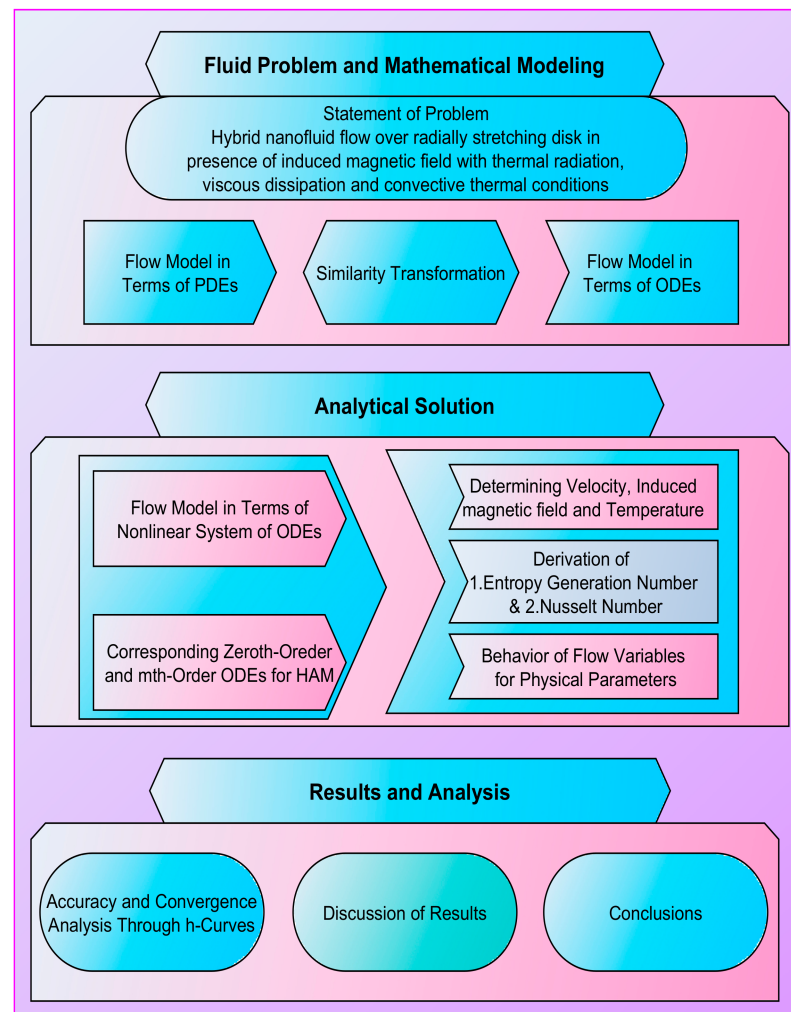 Fluid Problem and Mathematical Modeling
Statement of Problem
Hybrid nanofluid flow over radially stretching disk in
presence of induced magnetic field with thermal radiation,
viscous dissipation and convective thermal conditions
Flow Model in
Terms of PDEs
Similarity Transformation
Flow Model in
Terms of ODEs
Analytical Solution
Flow Model in Terms of
Nonlinear System of ODEs
Corresponding Zeroth-Oreder
and mth-Order ODEs for HAM
Determining Velocity, Induced
magnetic field and Temperature
Derivation of
1.Entropy Generation Number
& 2.Nusselt Number
Behavior of Flow Variables
for Physical Parameters
Results and Analysis
Accuracy and Convergence
Analysis Through h-Curves
Discussion of Results
Conclusions